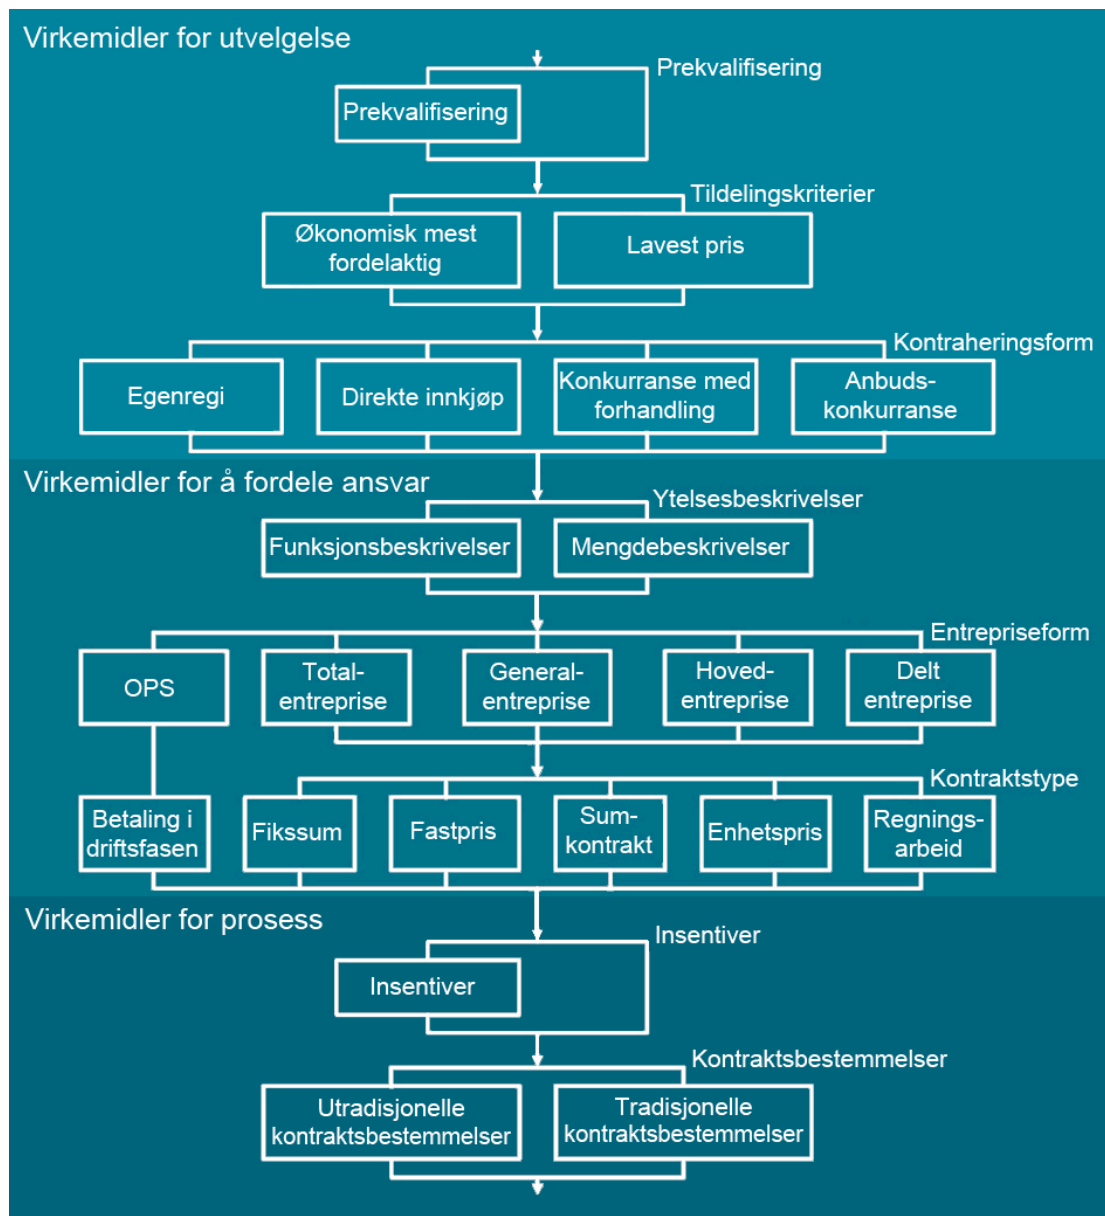 Virkemidler for utvelgelse
Prekvalifisering
Prekvalifisering
Tildelingskriterier
Økonomisk mest
fordelaktig
Lavest pris
Kontraheringsform
Egenregi
Direkte innkjøp
Konkurranse med
forhandling
Anbuds-
konkurranse
Virkemidler for å fordele ansvar
Ytelsesbeskrivelser
Funksjonsbeskrivelser
Mengdebeskrivelser
Entrepriseform
OPS
Total-
entreprise
General-
entreprise
Hoved-
entreprise
Delt
entreprise
Kontraktstype
Betaling i
driftsfasen
Fikssum
Fastpris
Sum-
kontrakt
Enhetspris
Regnings-
arbeid
Virkemidler for prosess
Insentiver
Insentiver
Kontraktsbestemmelser
Utradisjonelle
kontraktsbestemmelser
Tradisjonelle
kontraktsbestemmelser